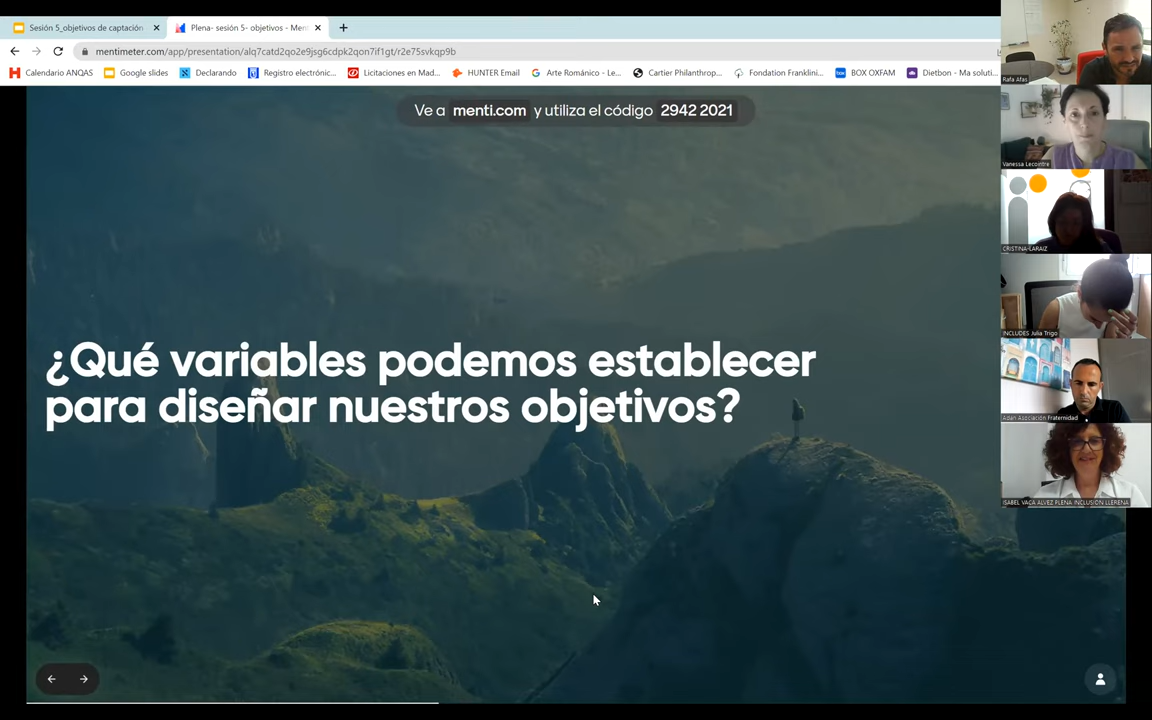 Sesión 5_objetivos de captación
Plena- sesión 5- objetivos - Menti
mentimeter.com/app/presentation/alq7catd2qo2e9jsg6cdpk2qon7if1gt/r2e75svkqp9b
Calendario ANQAS
Google slides
Declarando
Registro electrónic...
Licitaciones en Mad...
HUNTER Email
Arte Románico - Le...
Cartier Philanthrop...
Fondation Franklini...
BOX OXFAM
Dietbon - Ma soluti...
Ve a menti.com y utiliza el código 2942 2021
¿Qué variables podemos establecer
para diseñar nuestros objetivos?
Rafa Afas
Vanessa Lecointre
CRISTINA-LARAIZ
INCLUDES Julia Trigo
Adan Asociación Fraternidad
ISABEL VACA ALVEZ PLENA INCLUSION LLERENA